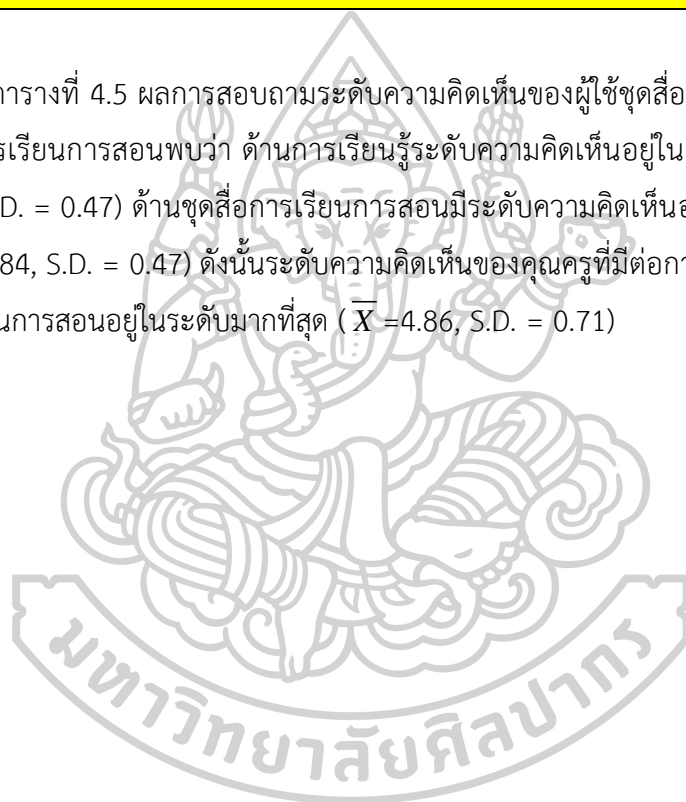 ารางที่ 4.5 ผลการสอบถามระดับความคิดเห็นของผู้ใช้ชุดสื่อ
รเรียนการสอนพบว่า ด้านการเรียนรู้ระดับความคิดเห็นอยู่ใน
D. = 0.47) ด้านชุดสื่อการเรียนการสอนมีระดับความคิดเห็นอ
84, S.D. = 0.47) ดังนั้นระดับความคิดเห็นของคุณครูที่มีต่อกา
นการสอนอยู่ในระดับมากที่สุด ( X̄ =4.86, S.D. = 0.71)
มหาวิทยาลัยศิลปากร